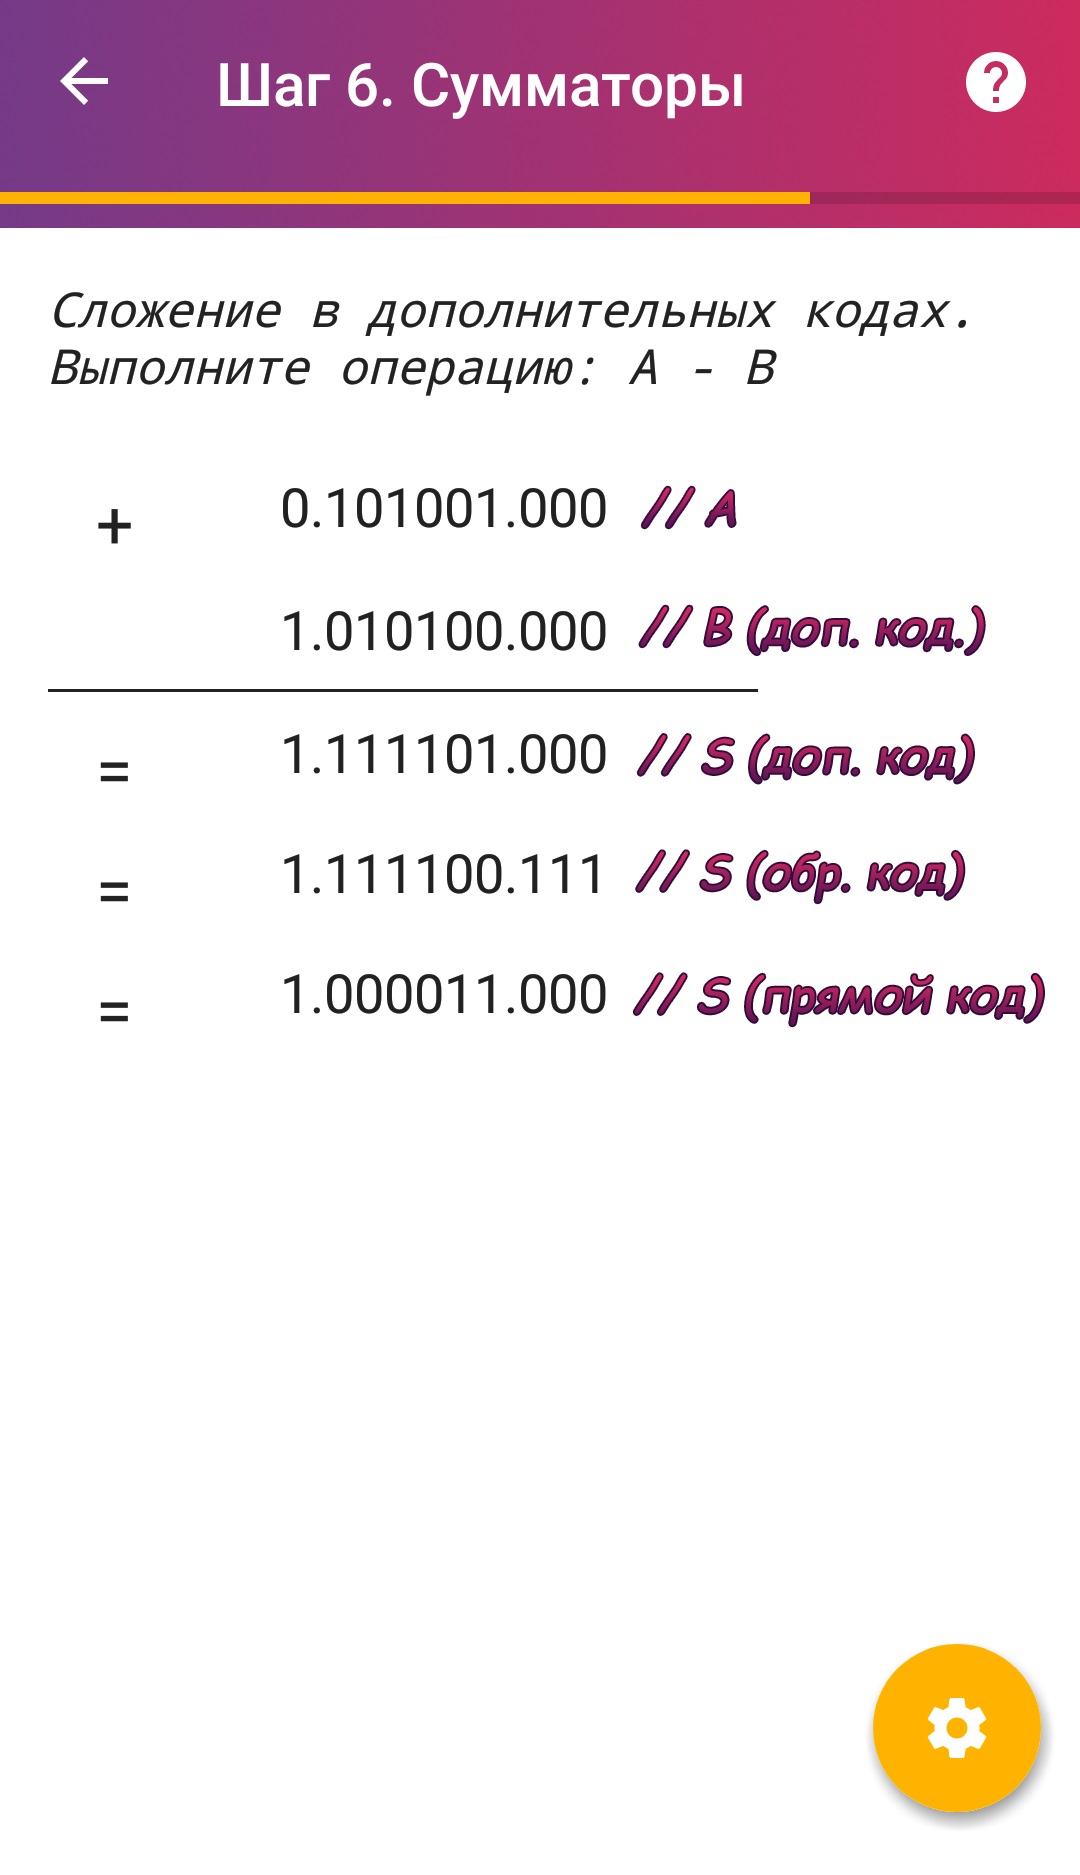 Шаг 6. Сумматоры
Сложение в дополнительных кодах.
Выполните операцию: A - B
+ 0.101001.000 // A
1.010100.000 // B (доп. код.)
= 1.111101.000 // S (доп. код)
= 1.111100.111 // S (обр. код)
= 1.000011.000 // S (прямой код)